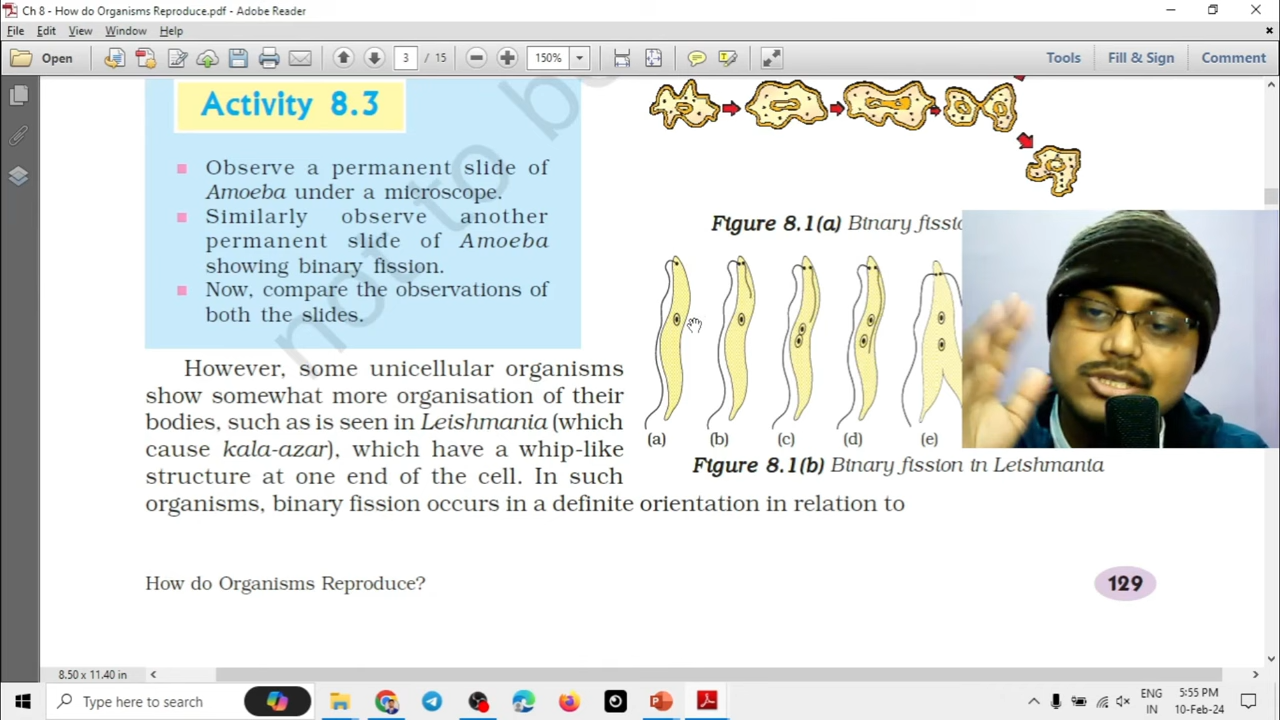 Ch 8 - How do Organisms Reproduce.pdf - Adobe Reader
File Edit View Window Help
Open 3 / 15 150% Tools Fill & Sign Comment
Activity 8.3
Observe a permanent slide of
Amoeba under a microscope.
Similarly observe another
permanent slide of Amoeba
showing binary fission.
Now, compare the observations of
both the slides.
not to be
Figure 8.1(a) Binary
(a) (b) (c) (d) (e)
Figure 8.1(b) Binary fission in Leishmania
However, some unicellular organisms
show somewhat more organisation of their
bodies, such as is seen in Leishmania (which
cause kala-azar), which have a whip-like
structure at one end of the cell. In such
organisms, binary fission occurs in a definite orientation in relation to
How do Organisms Reproduce?
129
8.50 x 11.40 in
Type here to search
ENG
IN
5:55 PM
10-Feb-24